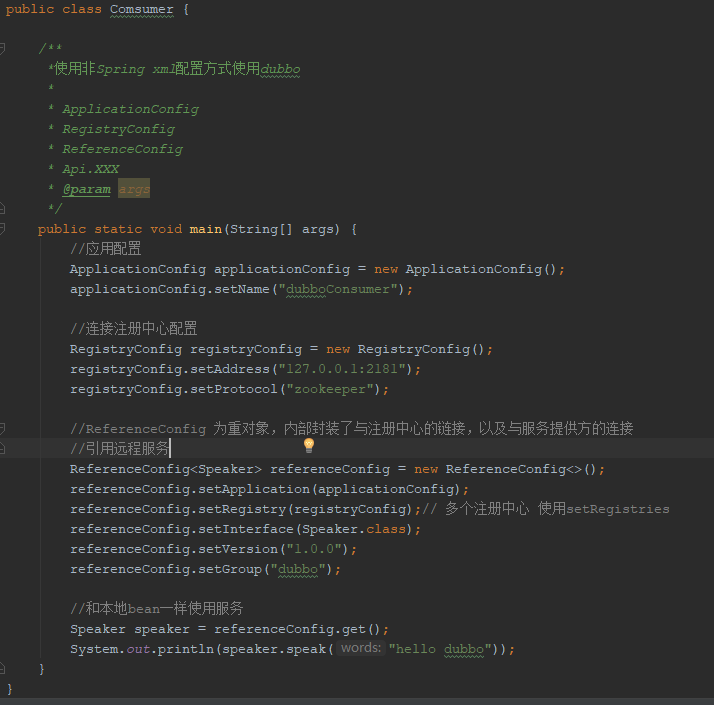 public class Comsumer {
/**
*使用非Spring xml配置方式使用dubbo
*
* ApplicationConfig
* RegistryConfig
* ReferenceConfig
* Api.XXX
* @param args
*/
public static void main(String[] args) {
//应用配置
ApplicationConfig applicationConfig = new ApplicationConfig();
applicationConfig.setName("dubboConsumer");
//连接注册中心配置
RegistryConfig registryConfig = new RegistryConfig();
registryConfig.setAddress("127.0.0.1:2181");
registryConfig.setProtocol("zookeeper");
//ReferenceConfig 为重对象，内部封装了与注册中心的链接，以及与服务提供方的连接
//引用远程服务
ReferenceConfig<Speaker> referenceConfig = new ReferenceConfig<>();
referenceConfig.setApplication(applicationConfig);
referenceConfig.setRegistry(registryConfig);// 多个注册中心 使用setRegistries
referenceConfig.setInterface(Speaker.class);
referenceConfig.setVersion("1.0.0");
referenceConfig.setGroup("dubbo");
//和本地bean一样使用服务
Speaker speaker = referenceConfig.get();
System.out.println(speaker.speak( words: "hello dubbo"));
}
}